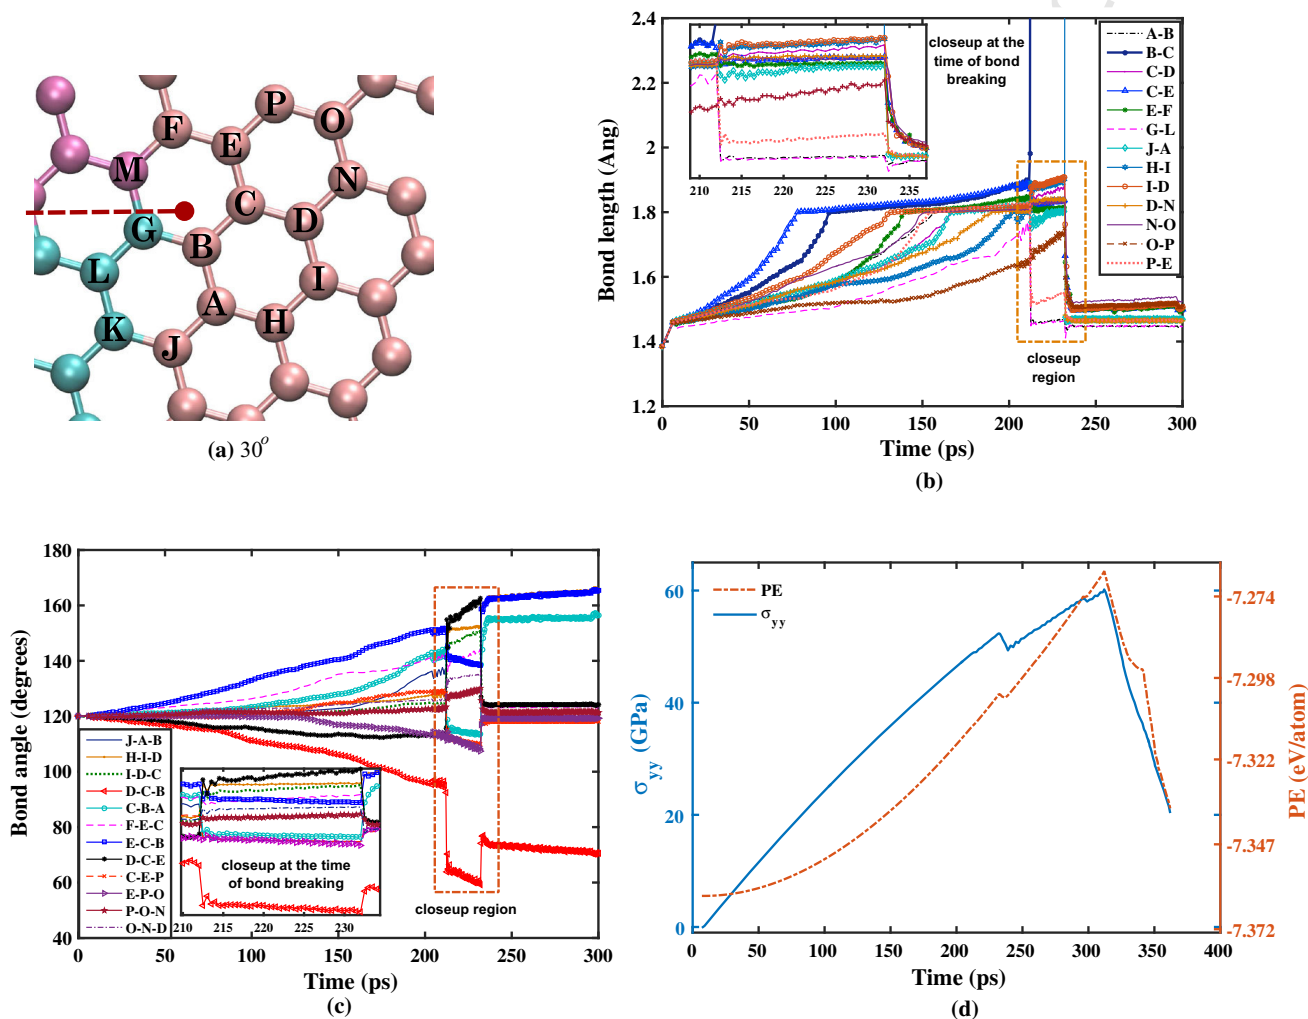 P
O
F
E
M
N
C
G
D
B
L
I
A
H
K
J
(a) 30°
2.4
2.2
2
1.8
1.6
1.4
1.2
0
50
100
150
200
250
300
Bond length (Ang)
Time (ps)
closeup at the
time of bond
breaking
210
215
220
225
230
235
A-B
B-C
C-D
C-E
E-F
G-L
J-A
H-I
I-D
D-N
N-O
O-P
P-E
closeup
region
(b)
180
160
140
120
100
80
60
40
0
50
100
150
200
250
300
Bond angle (degrees)
Time (ps)
J-A-B
H-I-D
I-D-C
D-C-B
C-B-A
F-E-C
E-C-B
D-C-E
C-E-P
E-P-O
P-O-N
O-N-D
closeup at the time
of bond breaking
210
215
220
225
230
closeup region
(c)
60
40
20
0
0
50
100
150
200
250
300
350
400
σyy (GPa)
PE
σyy
-7.274
-7.298
-7.322
-7.347
-7.372
PE (eV/atom)
Time (ps)
(d)